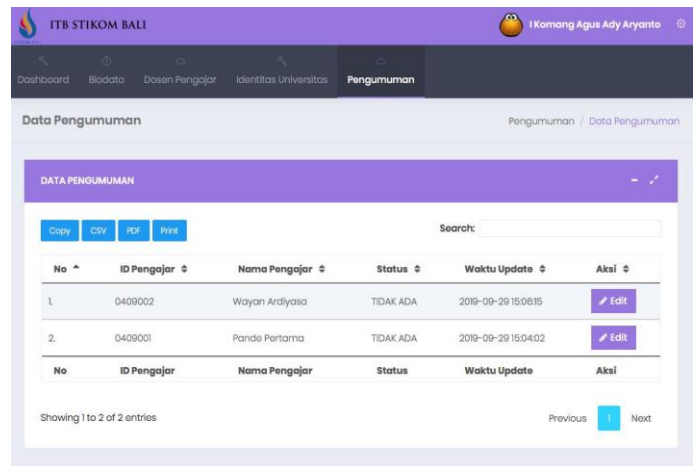 ITB STIKOM BALI
I Komang Agus Ady Aryanto
Dashboard Biodata Dosen Pengajar Identitas Universitas Pengumuman
Data Pengumuman
Pengumuman / Data Pengumuman
DATA PENGUMUMAN
Copy CSV PDF Print
Search:
No ID Pengajar Nama Pengajar Status Waktu Update Aksi
1. 0409002 Wayan Ardiyasa TIDAK ADA 2019-09-29 15:06:15 Edit
2. 0409001 Pande Pertama TIDAK ADA 2019-09-29 15:04:02 Edit
No ID Pengajar Nama Pengajar Status Waktu Update Aksi
Showing 1 to 2 of 2 entries
Previous 1 Next